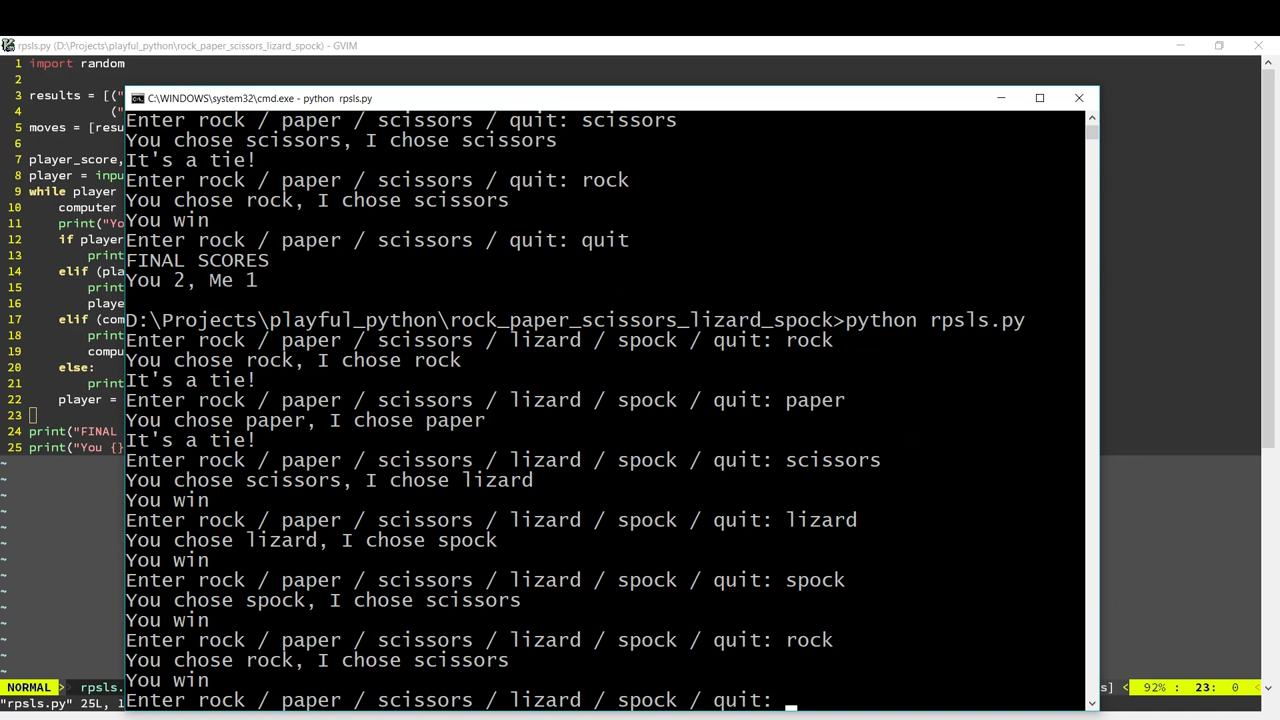 rpsls.py (D:\Projects\playful_python\rock_paper_scissors_lizard_spock) - GVIM
1 import random
2
3 results = [("
4 ("
5 moves = [resu
6
7 player_score,
8 player = inpu
9 while player
10 computer
11 print("Yo
12 if player
13 print
14 elif (pla
15 print
16 playe
17 elif (com
18 print
19 compu
20 else:
21 print
22 player =
23
24 print("FINAL
25 print("You {}
~
~
~
~
~
~
~
~
~
~
~
~
~
~
C:\WINDOWS\system32\cmd.exe - python rpsls.py
Enter rock / paper / scissors / quit: scissors
You chose scissors, I chose scissors
It's a tie!
Enter rock / paper / scissors / quit: rock
You chose rock, I chose scissors
You win
Enter rock / paper / scissors / quit: quit
FINAL SCORES
You 2, Me 1
D:\Projects\playful_python\rock_paper_scissors_lizard_spock>python rpsls.py
Enter rock / paper / scissors / lizard / spock / quit: rock
You chose rock, I chose rock
It's a tie!
Enter rock / paper / scissors / lizard / spock / quit: paper
You chose paper, I chose paper
It's a tie!
Enter rock / paper / scissors / lizard / spock / quit: scissors
You chose scissors, I chose lizard
You win
Enter rock / paper / scissors / lizard / spock / quit: lizard
You chose lizard, I chose spock
You win
Enter rock / paper / scissors / lizard / spock / quit: spock
You chose spock, I chose scissors
You win
Enter rock / paper / scissors / lizard / spock / quit: rock
You chose rock, I chose scissors
You win
Enter rock / paper / scissors / lizard / spock / quit:
NORMAL rpsls. s] < 92% : 23: 0
"rpsls.py" 25L, 1